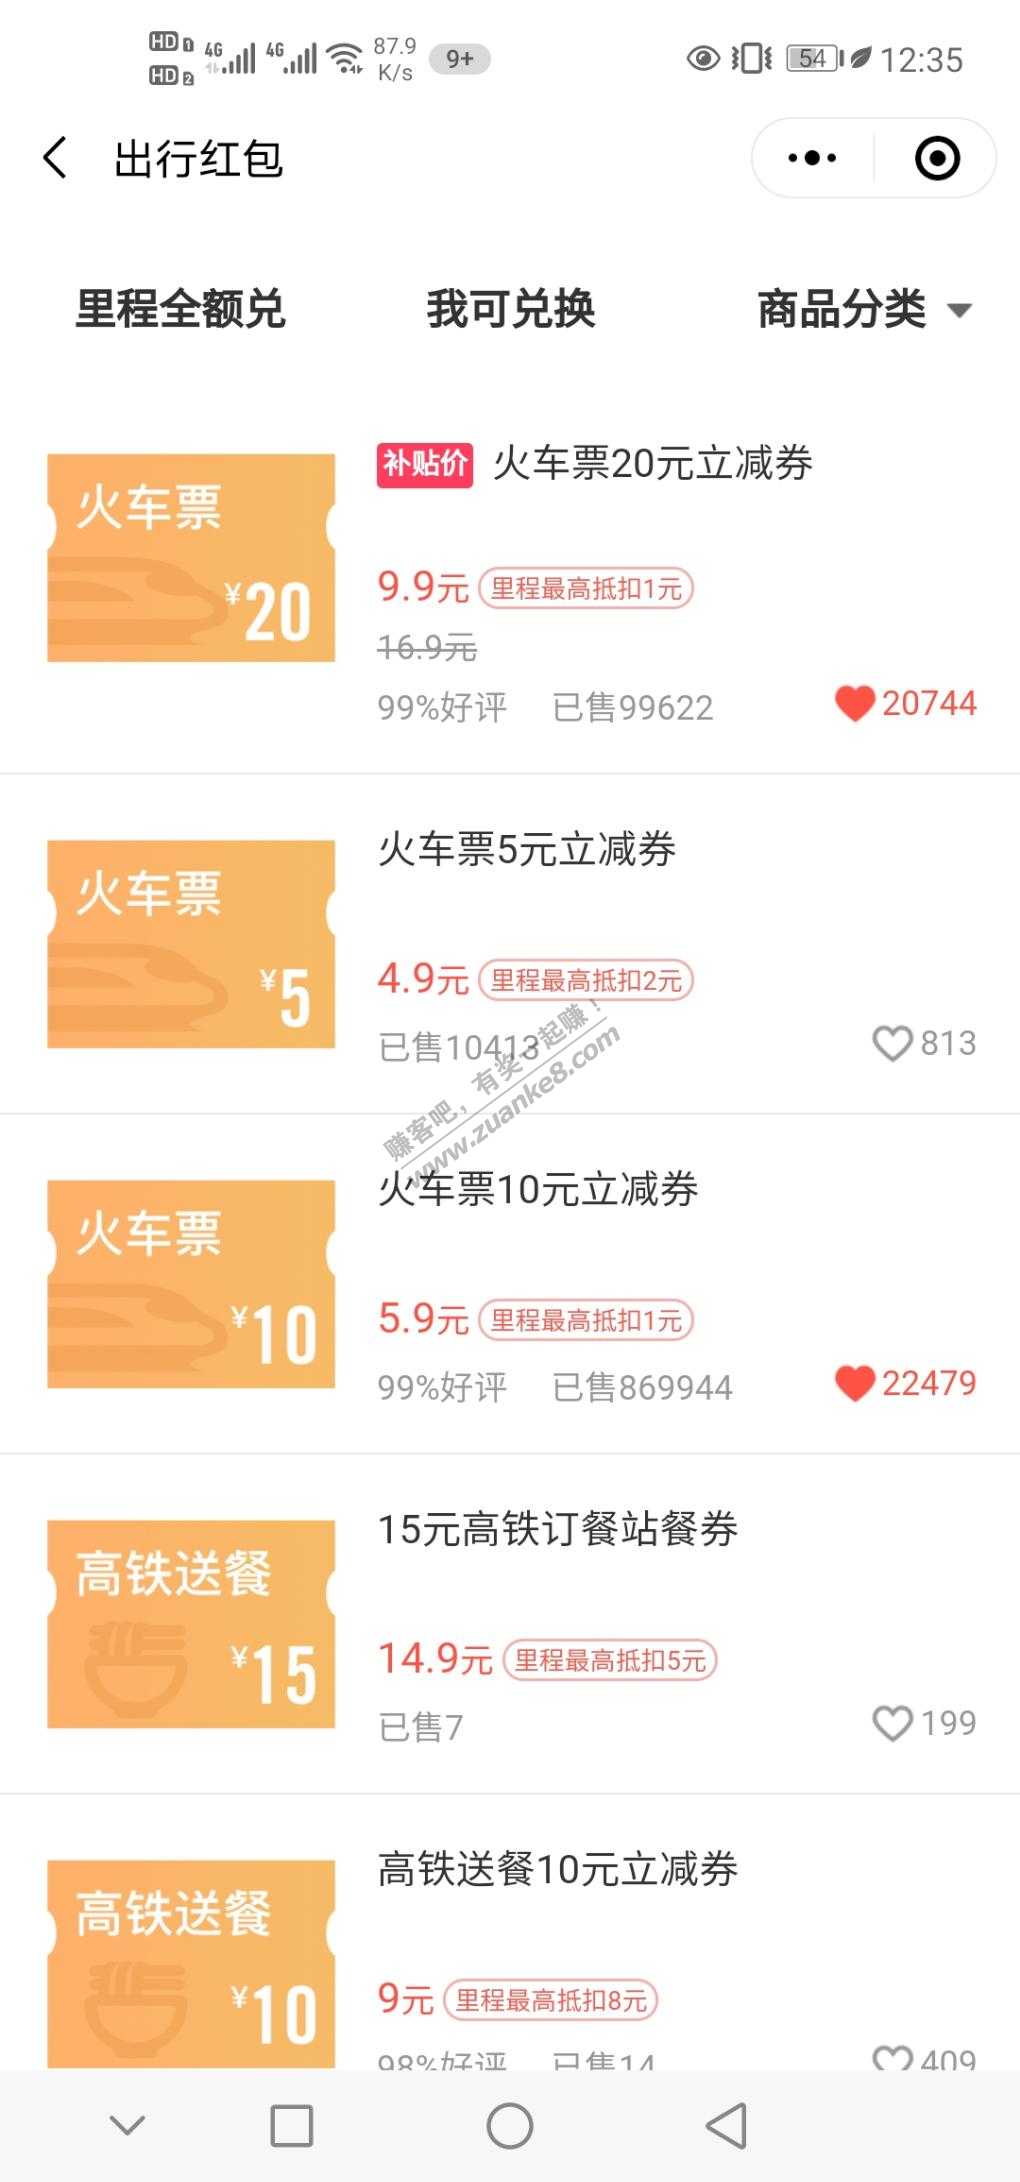 HD 1 4G 4G 87.9 9+ 54 12:35
HD 2 K/s
出行红包
里程全额兑 我可兑换 商品分类
火车票
¥20
补贴价 火车票20元立减券
9.9元 里程最高抵扣1元
16.9元
99%好评 已售99622 20744
火车票
¥5
火车票5元立减券
4.9元 里程最高抵扣2元
已售10413 813
赚客吧，有奖一起赚！
www.zuanke8.com
火车票
¥10
火车票10元立减券
5.9元 里程最高抵扣1元
99%好评 已售869944 22479
高铁送餐
¥15
15元高铁订餐站餐券
14.9元 里程最高抵扣5元
已售7 199
高铁送餐
¥10
高铁送餐10元立减券
9元 里程最高抵扣8元
98%好评 已售14 409